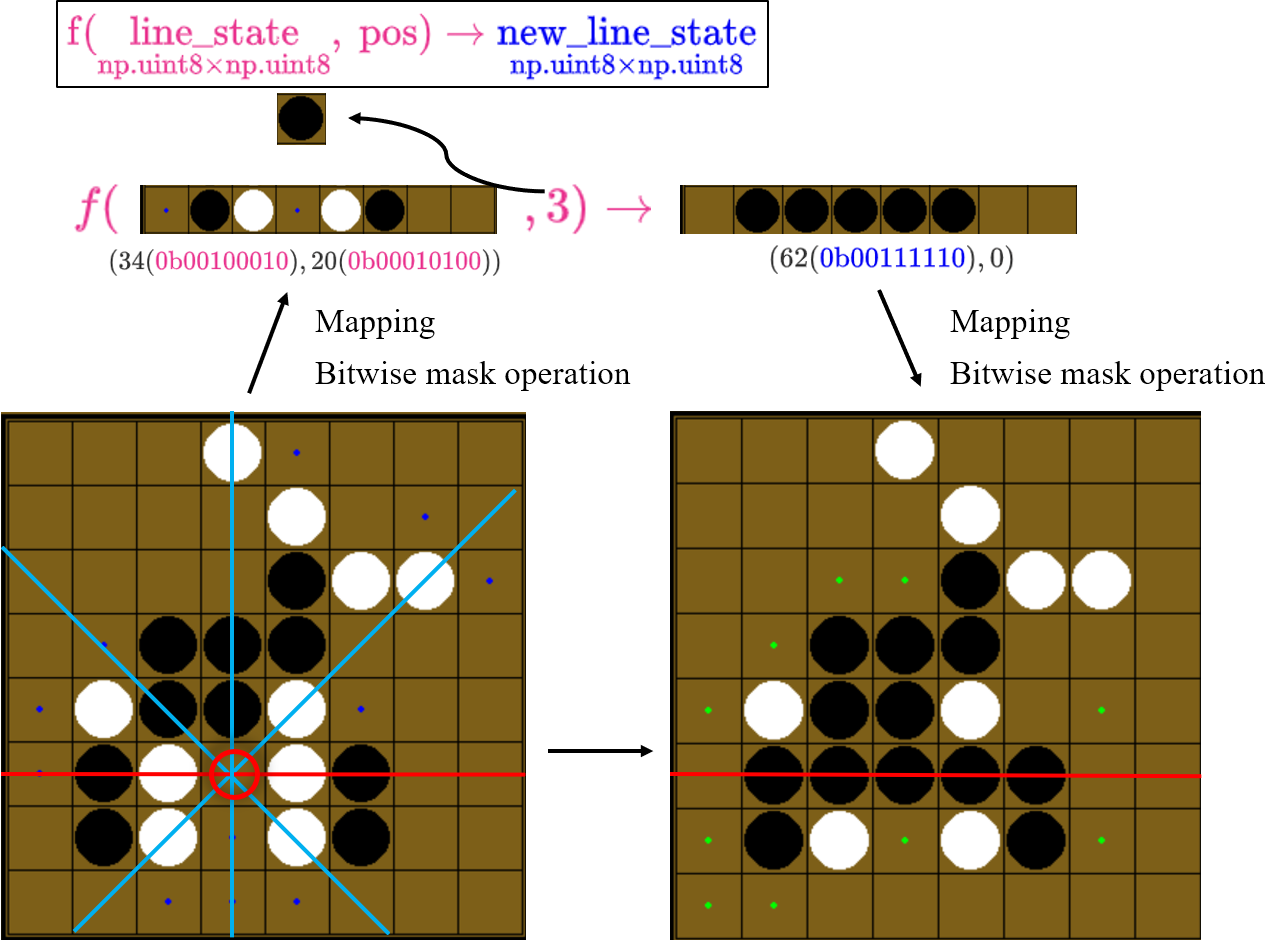 f( line_state , pos) → new_line_state
np.uint8×np.uint8 np.uint8×np.uint8
f( , 3) →
(34(0b00100010), 20(0b00010100))
(62(0b00111110), 0)
Mapping
Bitwise mask operation
Mapping
Bitwise mask operation